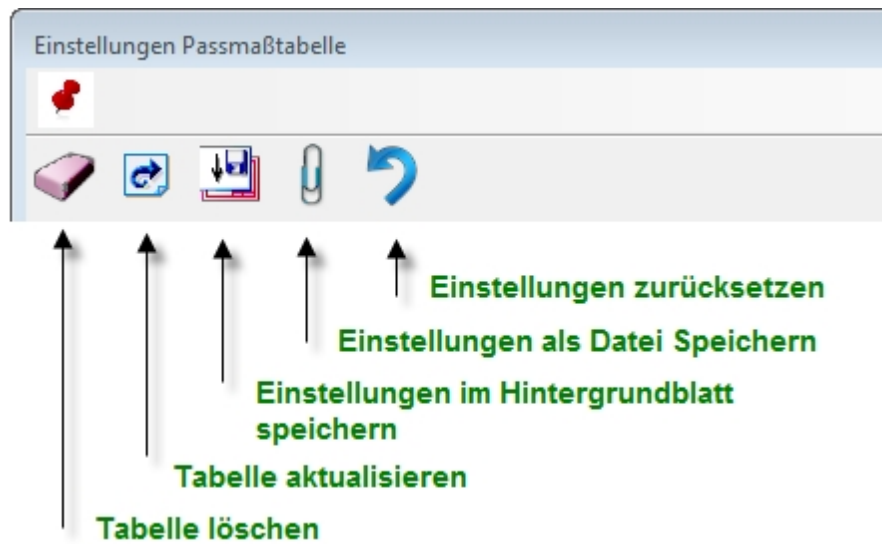 Einstellungen Passmaßtabelle
Einstellungen zurücksetzen
Einstellungen als Datei Speichern
Einstellungen im Hintergrundblatt
speichern
Tabelle aktualisieren
Tabelle löschen